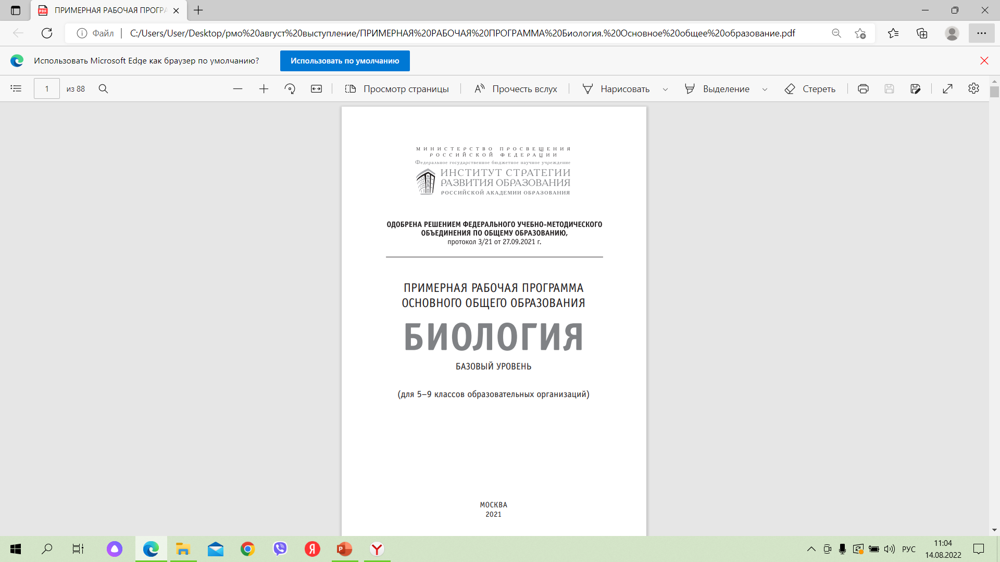 ПРИМЕРНАЯ РАБОЧАЯ ПРОГРА
Файл
C:/Users/User/Desktop/рмо%20август%20выступление/ПРИМЕРНАЯ%20РАБОЧАЯ%20ПРОГРАММА%20Биология.%20Основное%20общее%20образование.pdf
Использовать Microsoft Edge как браузер по умолчанию?
Использовать по умолчанию
1 из 88
Просмотр страницы
Прочесть вслух
Нарисовать
Выделение
Стереть
МИНИСТЕРСТВО ПРОСВЕЩЕНИЯ
РОССИЙСКОЙ ФЕДЕРАЦИИ
Федеральное государственное бюджетное научное учреждение
ИНСТИТУТ СТРАТЕГИИ
РАЗВИТИЯ ОБРАЗОВАНИЯ
РОССИЙСКОЙ АКАДЕМИИ ОБРАЗОВАНИЯ
ОДОБРЕНА РЕШЕНИЕМ ФЕДЕРАЛЬНОГО УЧЕБНО-МЕТОДИЧЕСКОГО
ОБЪЕДИНЕНИЯ ПО ОБЩЕМУ ОБРАЗОВАНИЮ,
протокол 3/21 от 27.09.2021 г.
ПРИМЕРНАЯ РАБОЧАЯ ПРОГРАММА
ОСНОВНОГО ОБЩЕГО ОБРАЗОВАНИЯ
БИОЛОГИЯ
БАЗОВЫЙ УРОВЕНЬ
(для 5–9 классов образовательных организаций)
МОСКВА
2021
РУС
11:04
14.08.2022